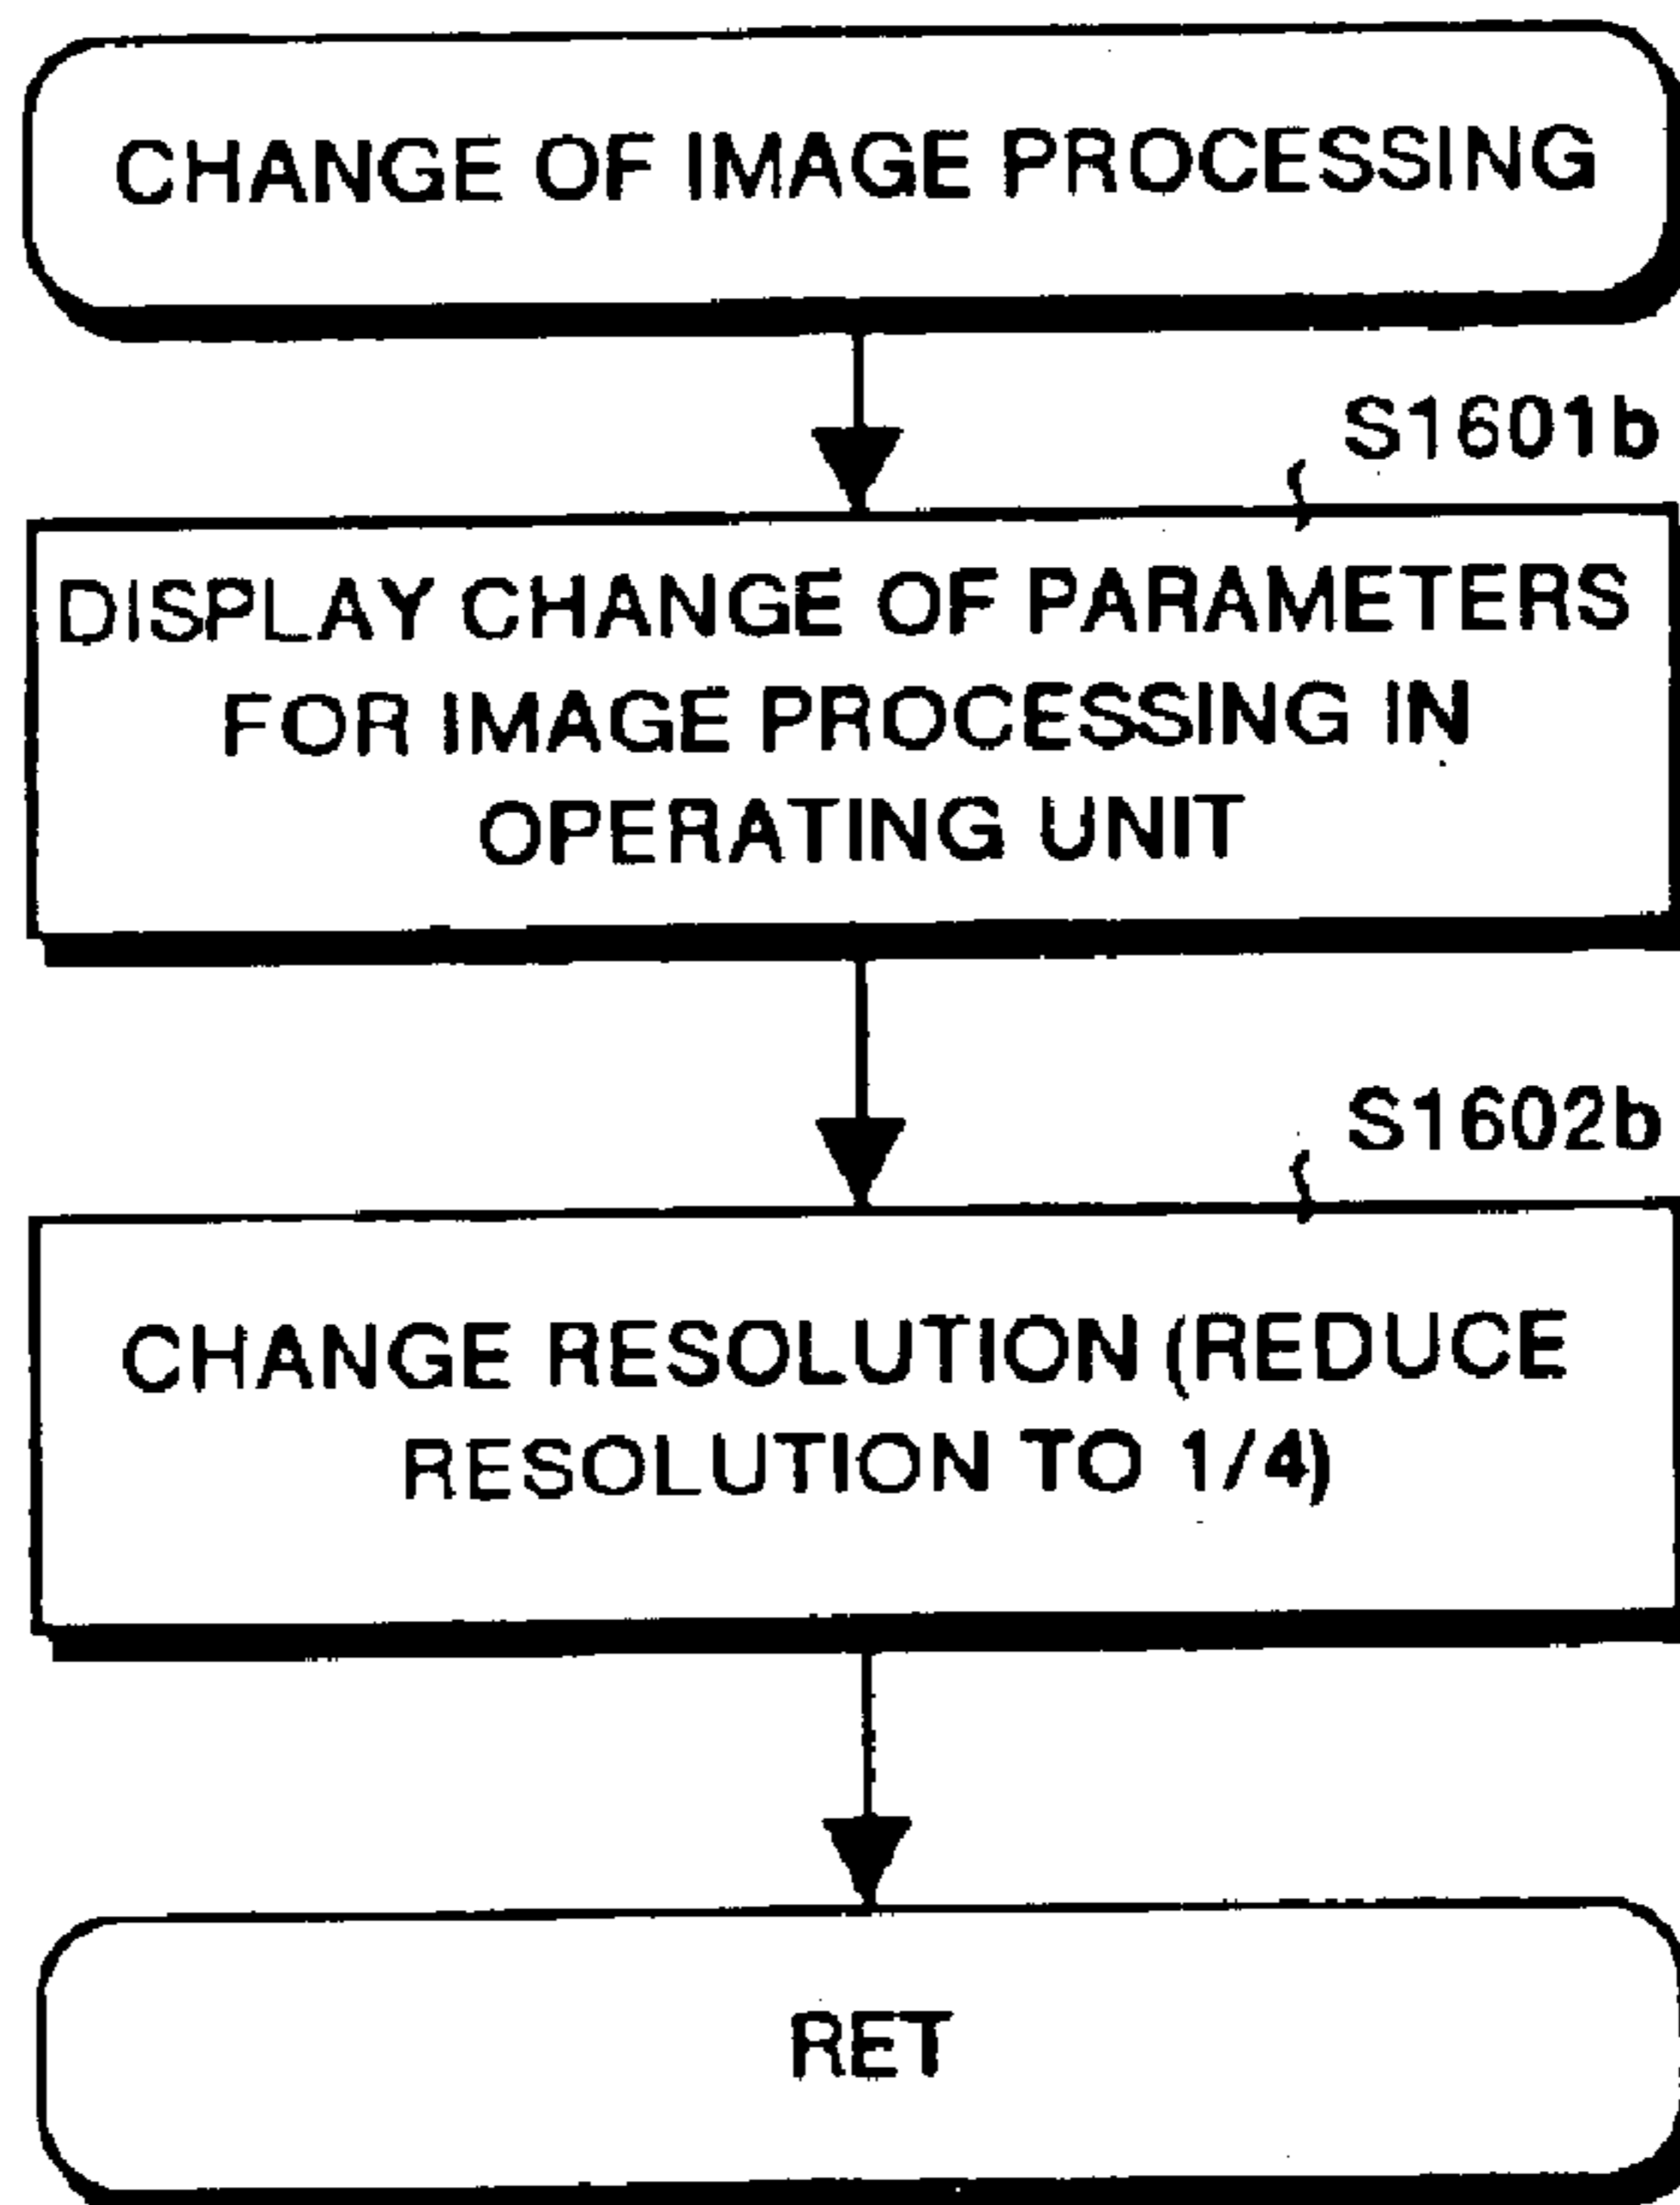 CHANGE OF IMAGE PROCESSING
S1601b
DISPLAY CHANGE OF PARAMETERS
FOR IMAGE PROCESSING IN
OPERATING UNIT
S1602b
CHANGE RESOLUTION (REDUCE
RESOLUTION TO 1/4)
RET